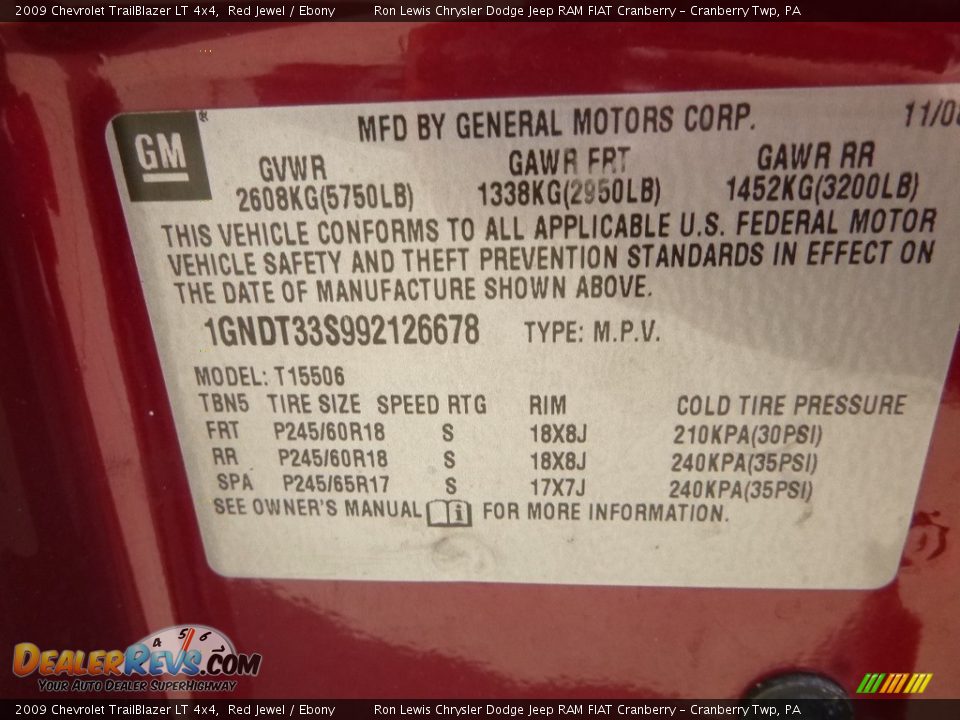 2009 Chevrolet TrailBlazer LT 4x4, Red Jewel / Ebony Ron Lewis Chrysler Dodge Jeep RAM FIAT Cranberry – Cranberry Twp, PA
GM®
MFD BY GENERAL MOTORS CORP. 11/08
GVWR GAWR FRT GAWR RR
2608KG(5750LB) 1338KG(2950LB) 1452KG(3200LB)
THIS VEHICLE CONFORMS TO ALL APPLICABLE U.S. FEDERAL MOTOR
VEHICLE SAFETY AND THEFT PREVENTION STANDARDS IN EFFECT ON
THE DATE OF MANUFACTURE SHOWN ABOVE.
1GNDT33S992126678 TYPE: M.P.V.
MODEL: T15506
TBN5 TIRE SIZE SPEED RTG RIM COLD TIRE PRESSURE
FRT P245/60R18 S 18X8J 210KPA(30PSI)
RR P245/60R18 S 18X8J 240KPA(35PSI)
SPA P245/65R17 S 17X7J 240KPA(35PSI)
SEE OWNER'S MANUAL i FOR MORE INFORMATION.
4 5 6
DEALERREVS.COM
YOUR AUTO DEALER SUPERHIGHWAY
2009 Chevrolet TrailBlazer LT 4x4, Red Jewel / Ebony Ron Lewis Chrysler Dodge Jeep RAM FIAT Cranberry – Cranberry Twp, PA